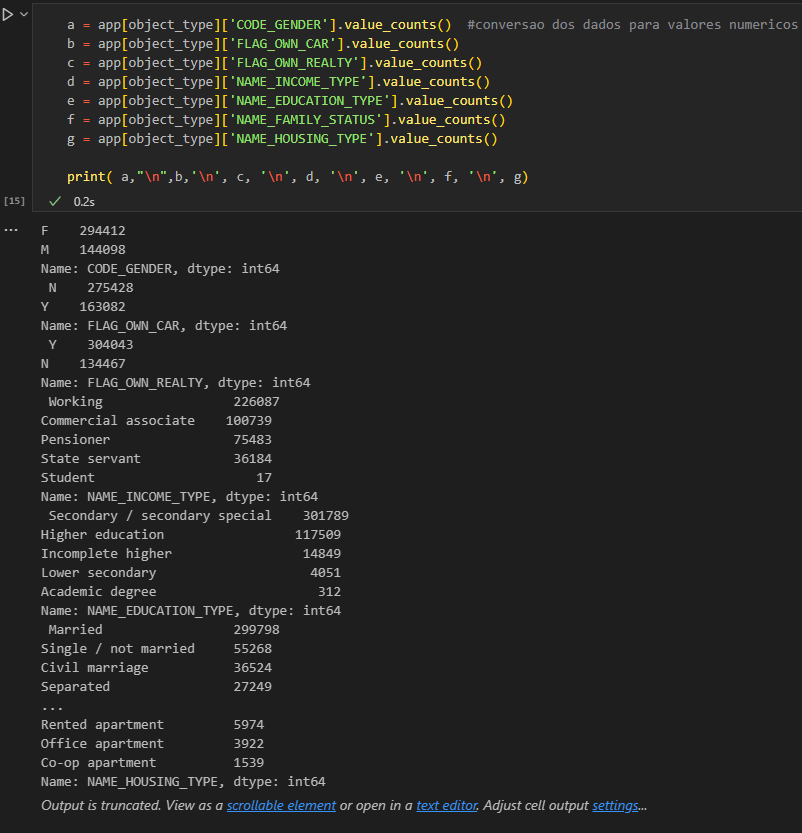 a = app[object_type]['CODE_GENDER'].value_counts()  #conversao dos dados para valores numericos
b = app[object_type]['FLAG_OWN_CAR'].value_counts()
c = app[object_type]['FLAG_OWN_REALTY'].value_counts()
d = app[object_type]['NAME_INCOME_TYPE'].value_counts()
e = app[object_type]['NAME_EDUCATION_TYPE'].value_counts()
f = app[object_type]['NAME_FAMILY_STATUS'].value_counts()
g = app[object_type]['NAME_HOUSING_TYPE'].value_counts()
print( a,"\n",b,'\n', c, '\n', d, '\n', e, '\n', f, '\n', g)
[15] 0.2s
... F    294412
M    144098
Name: CODE_GENDER, dtype: int64
 N    275428
Y    163082
Name: FLAG_OWN_CAR, dtype: int64
 Y    304043
N    134467
Name: FLAG_OWN_REALTY, dtype: int64
 Working                 226087
Commercial associate    100739
Pensioner                75483
State servant            36184
Student                     17
Name: NAME_INCOME_TYPE, dtype: int64
 Secondary / secondary special    301789
Higher education                 117509
Incomplete higher                 14849
Lower secondary                    4051
Academic degree                     312
Name: NAME_EDUCATION_TYPE, dtype: int64
 Married                 299798
Single / not married     55268
Civil marriage           36524
Separated                27249
...
Rented apartment         5974
Office apartment         3922
Co-op apartment          1539
Name: NAME_HOUSING_TYPE, dtype: int64
Output is truncated. View as a scrollable element or open in a text editor. Adjust cell output settings...